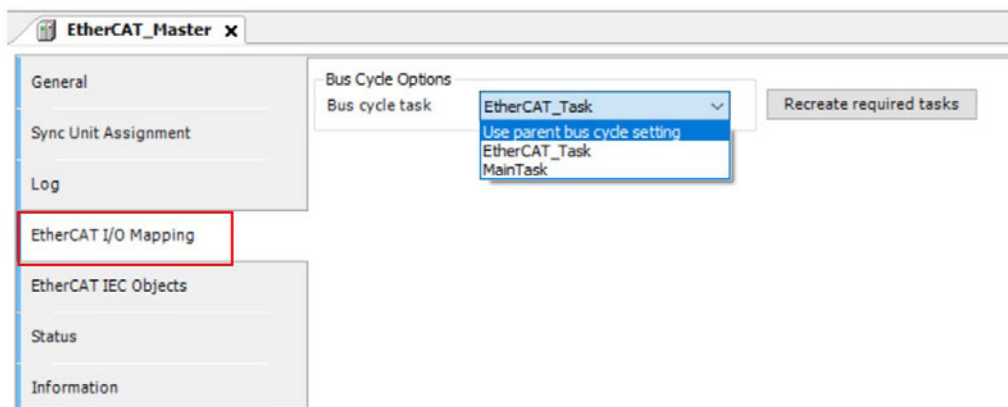 EtherCAT_Master x
General
Sync Unit Assignment
Log
EtherCAT I/O Mapping
EtherCAT IEC Objects
Status
Information
Bus Cycle Options
Bus cycle task
EtherCAT_Task
Use parent bus cycle setting
EtherCAT_Task
MainTask
Recreate required tasks